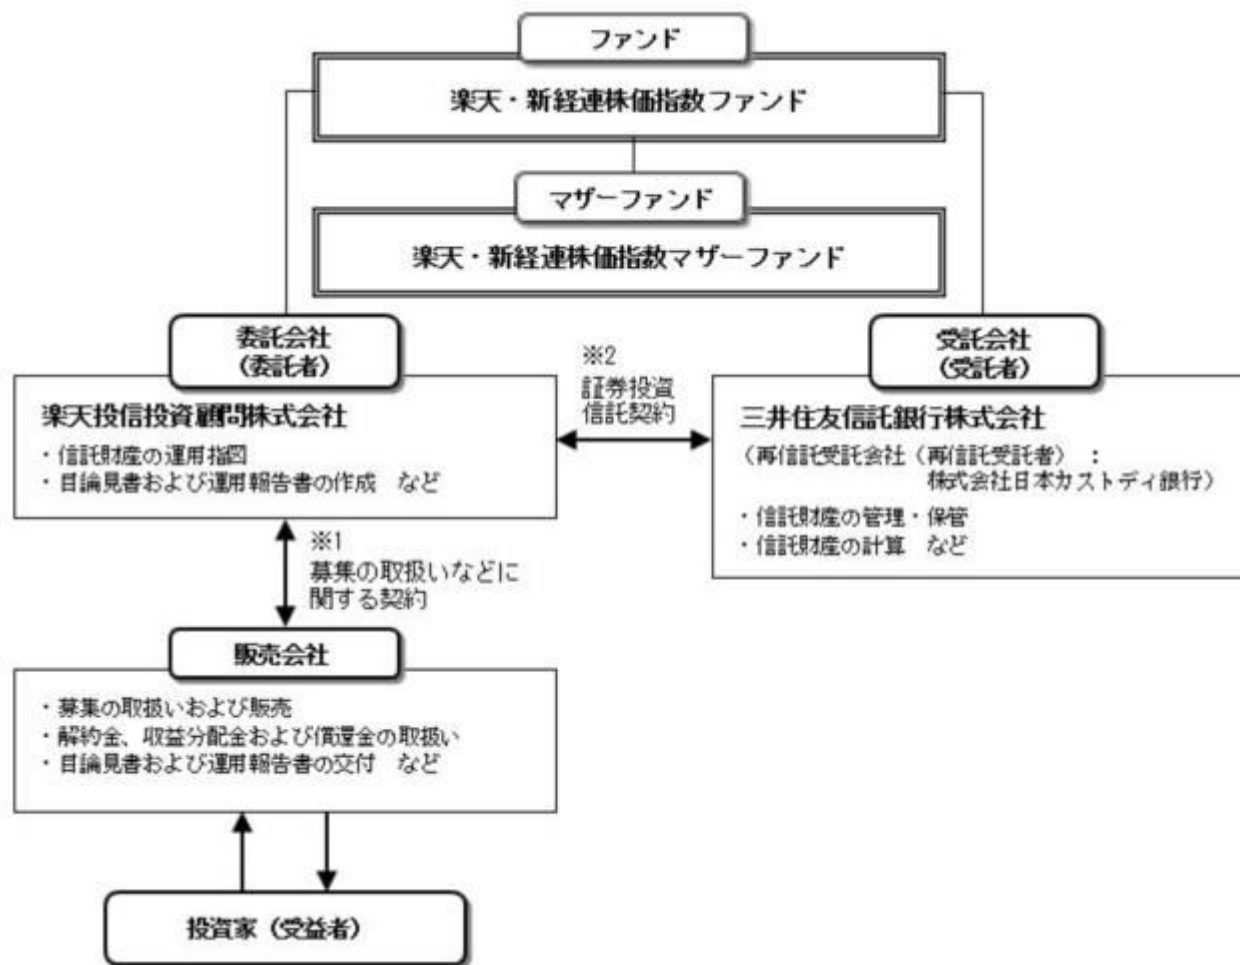 ファンド
楽天・新経連株価指数ファンド
マザーファンド
楽天・新経連株価指数マザーファンド
委託会社
（委託者）
楽天投信投資顧問株式会社
・信託財産の運用指図
・目論見書および運用報告書の作成　など
※2
証券投資
信託契約
受託会社
（受託者）
三井住友信託銀行株式会社
（再信託受託会社（再信託受託者）：
株式会社日本カストディ銀行）
・信託財産の管理・保管
・信託財産の計算　など
※1
募集の取扱いなどに
関する契約
販売会社
・募集の取扱いおよび販売
・解約金、収益分配金および償還金の取扱い
・目論見書および運用報告書の交付　など
投資家（受益者）